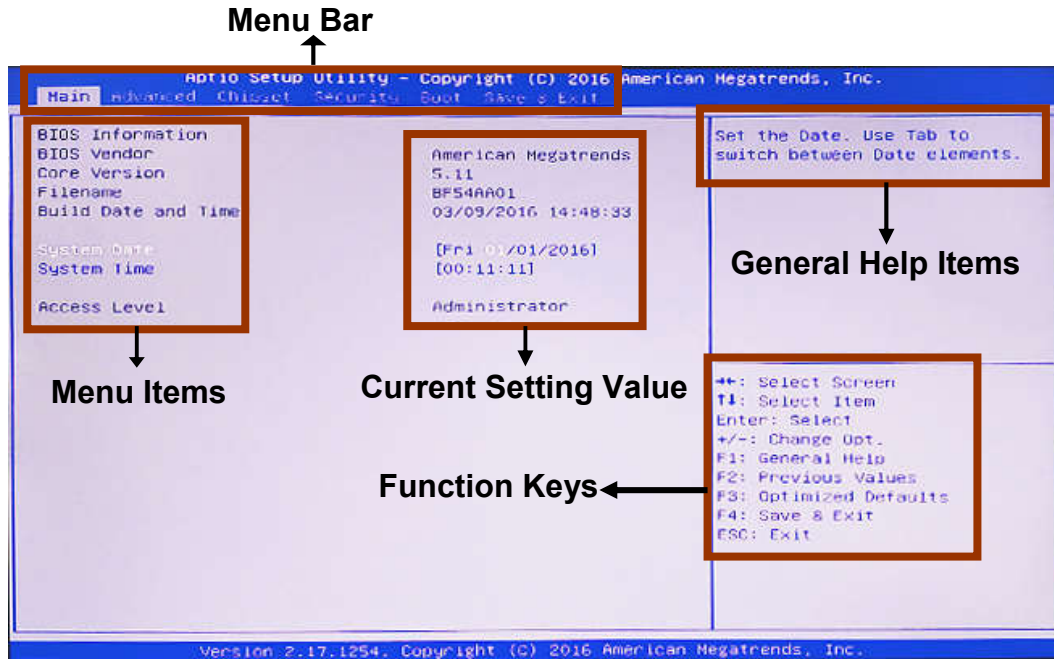 Menu Bar
Aptio Setup Utility - Copyright (C) 2016 American Megatrends, Inc.
Main Advanced Chipset Security Boot Save & Exit
BIOS Information
BIOS Vendor American Megatrends
Core Version 5.11
Filename BF54AA01
Build Date and Time 03/09/2016 14:48:33
System Date [Fri 01/01/2016]
System Time [00:11:11]
Access Level Administrator
Set the Date. Use Tab to
switch between Date elements.
General Help Items
Menu Items
Current Setting Value
→←: Select Screen
↑↓: Select Item
Enter: Select
+/-: Change Opt.
F1: General Help
F2: Previous Values
F3: Optimized Defaults
F4: Save & Exit
ESC: Exit
Function Keys
Version 2.17.1254. Copyright (C) 2016 American Megatrends, Inc.